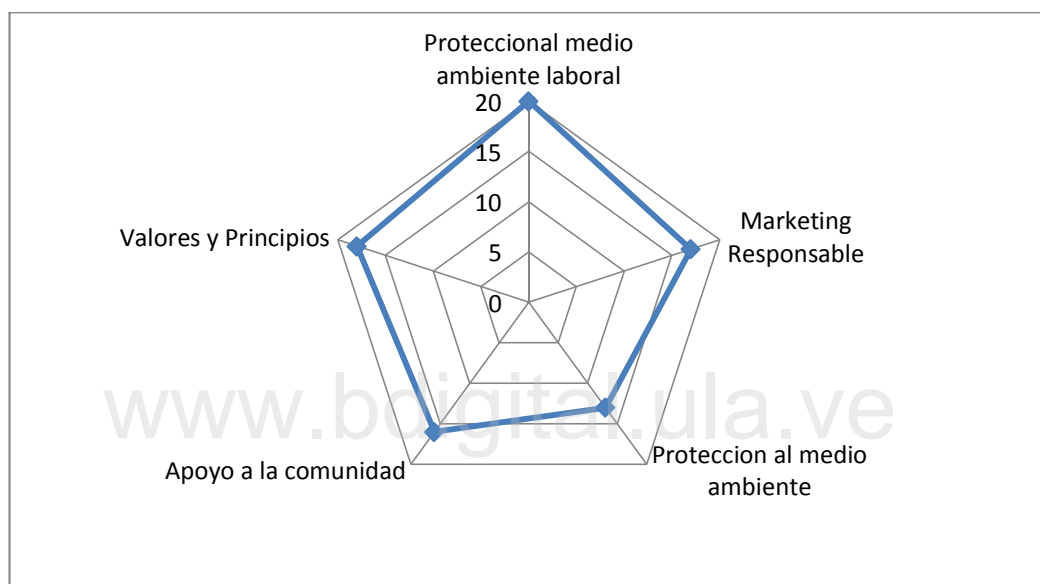 Proteccional medio
ambiente laboral
20
15
10
5
0
Marketing
Responsable
Valores y Principios
www.bdigital.ula.ve
Proteccion al medio
ambiente
Apoyo a la comunidad